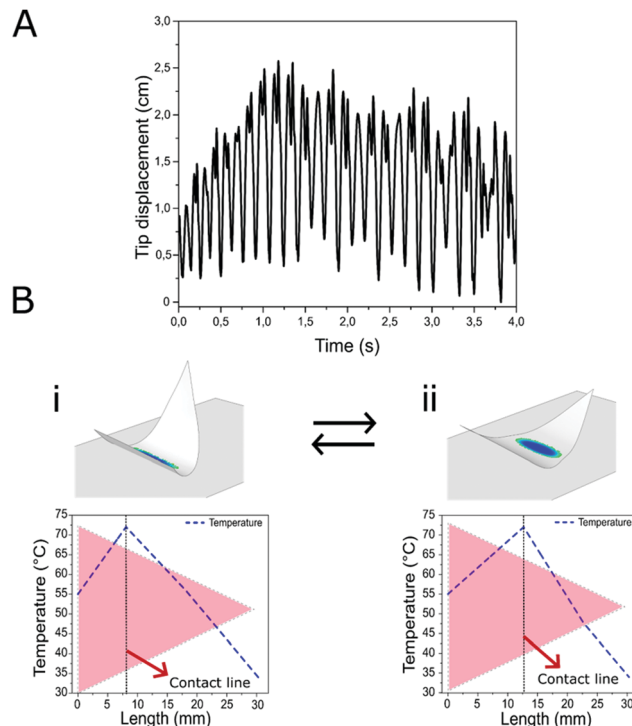 A
Tip displacement (cm)
3,0
2,5
2,0
1,5
1,0
0,5
0
0,0 0,5 1,0 1,5 2,0 2,5 3,0 3,5 4,0
Time (s)
B
i
ii
Temperature (°C)
75
70
65
60
55
50
45
40
35
30
Temperature
Contact line
0 5 10 15 20 25 30
Length (mm)
Temperature (°C)
75
70
65
60
55
50
45
40
35
30
Temperature
Contact line
0 5 10 15 20 25 30
Length (mm)